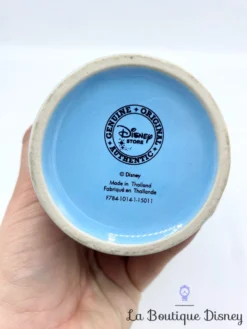 GENUINE • ORIGINAL
Disney
STORE
AUTHENTIC
© Disney
Made in Thailand
Fabriqué en Thaïlande
F784-1014-1-15011
La Boutique Disney